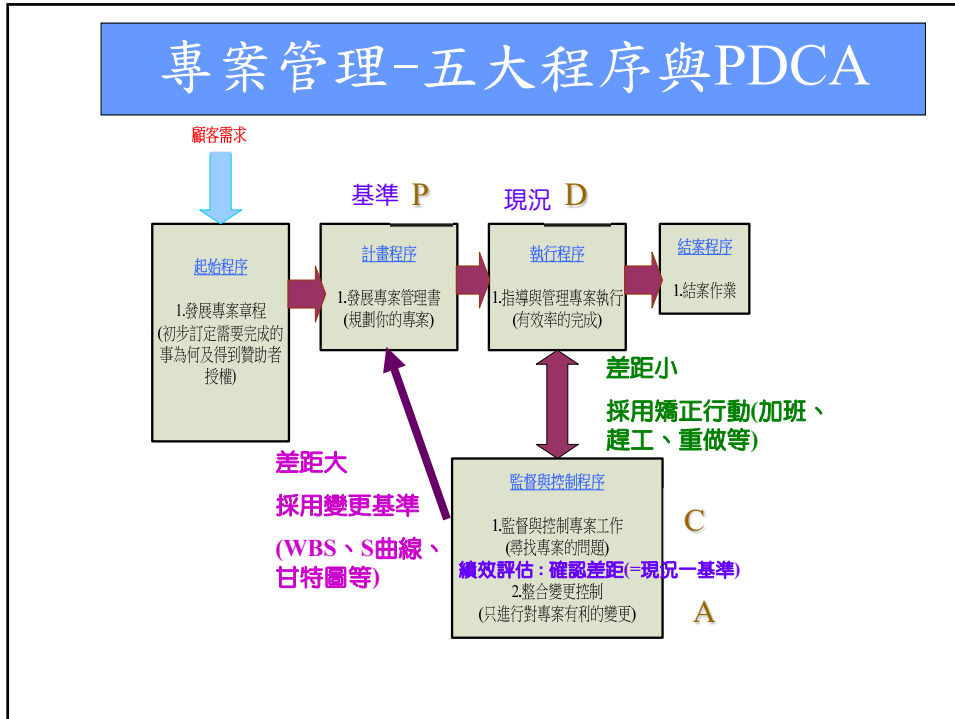 專案管理-五大程序與PDCA
顧客需求
基準 P
現況 D
起始程序
1.發展專案章程
(初步訂定需要完成的
事為何及得到贊助者
授權)
計畫程序
1.發展專案管理書
(規劃你的專案)
執行程序
1.指導與管理專案執行
(有效率的完成)
結案程序
1.結案作業
差距小
採用矯正行動(加班、
趕工、重做等)
差距大
採用變更基準
(WBS、S曲線、
甘特圖等)
監督與控制程序
1.監督與控制專案工作
(尋找專案的問題)
績效評估：確認差距(=現況－基準)
2.整合變更控制
(只進行對專案有利的變更)
C
A